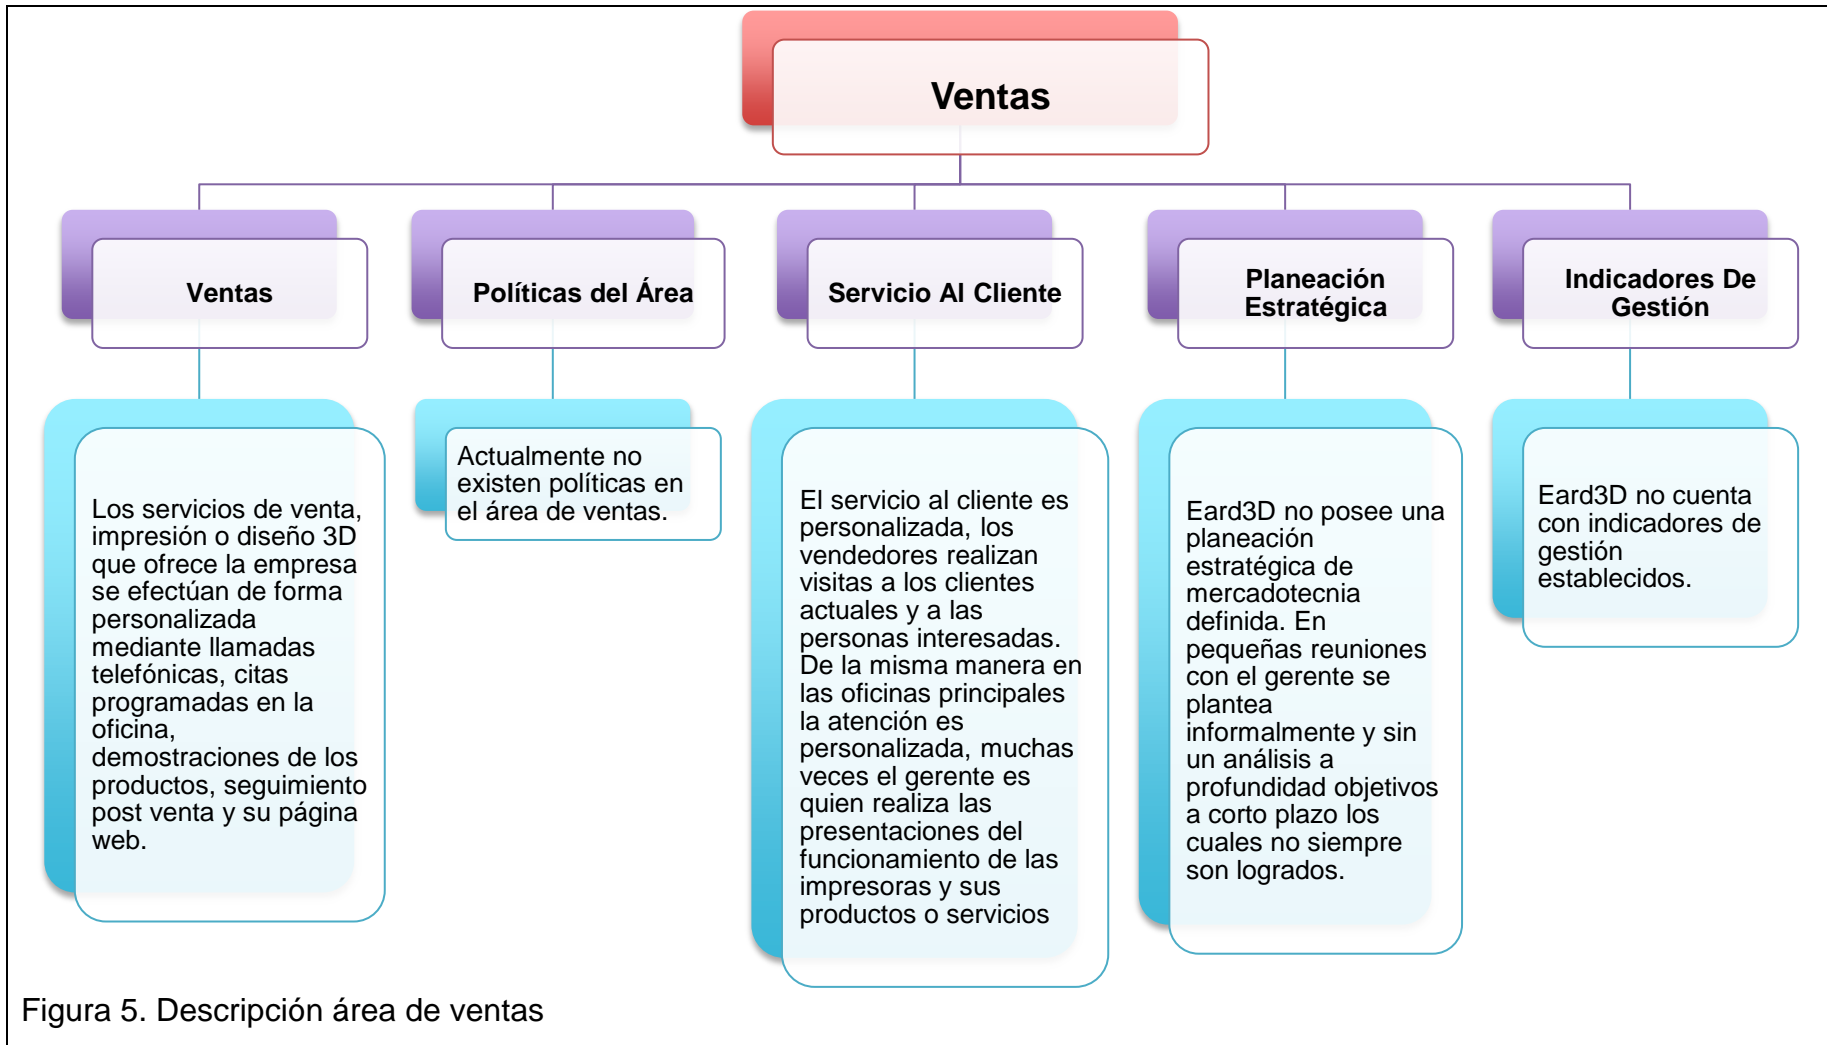 Ventas
Ventas
Los servicios de venta,
impresión o diseño 3D
que ofrece la empresa
se efectúan de forma
personalizada
mediante llamadas
telefónicas, citas
programadas en la
oficina,
demostraciones de los
productos, seguimiento
post venta y su página
web.
Políticas del Área
Actualmente no
existen políticas en
el área de ventas.
Servicio Al Cliente
El servicio al cliente es
personalizada, los
vendedores realizan
visitas a los clientes
actuales y a las
personas interesadas.
De la misma manera en
las oficinas principales
la atención es
personalizada, muchas
veces el gerente es
quien realiza las
presentaciones del
funcionamiento de las
impresoras y sus
productos o servicios
Planeación
Estratégica
Eard3D no posee una
planeación
estratégica de
mercadotecnia
definida. En
pequeñas reuniones
con el gerente se
plantea
informalmente y sin
un análisis a
profundidad objetivos
a corto plazo los
cuales no siempre
son logrados.
Indicadores De
Gestión
Eard3D no cuenta
con indicadores de
gestión
establecidos.
Figura 5. Descripción área de ventas